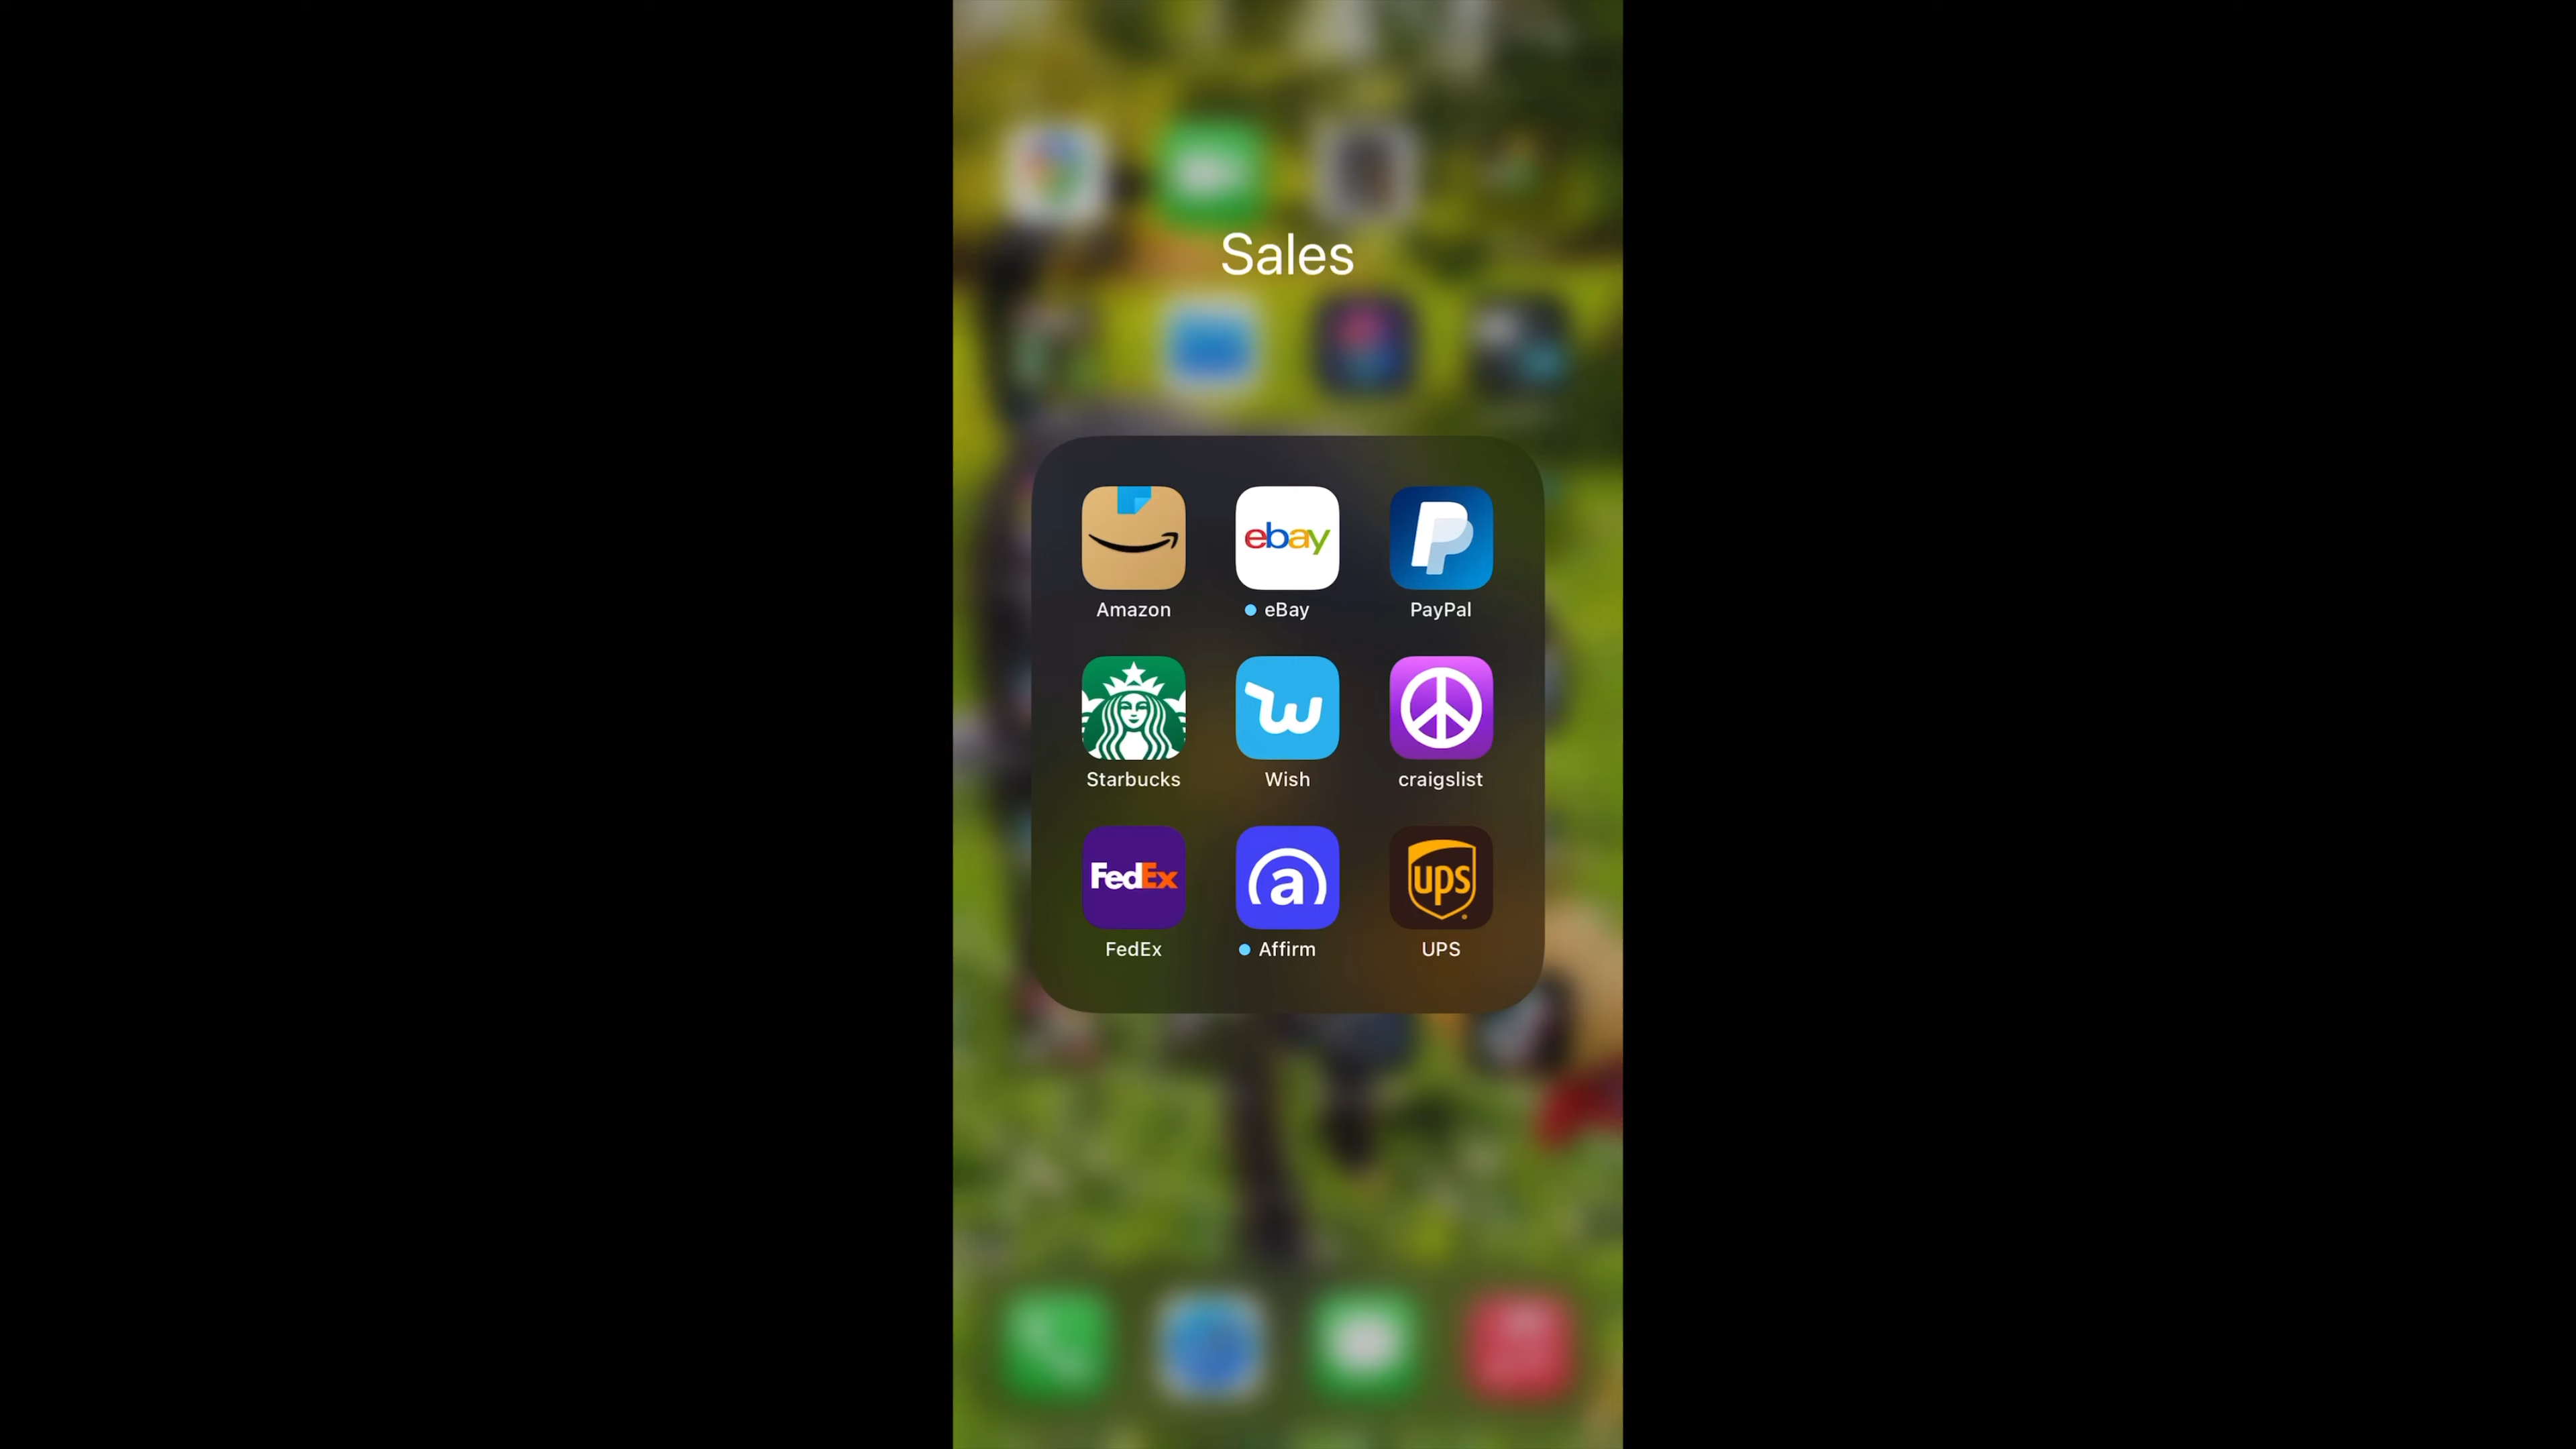 Sales
ebay
Amazon
eBay
PayPal
Starbucks
Wish
craigslist
FedEx
ups
FedEx
Affirm
UPS